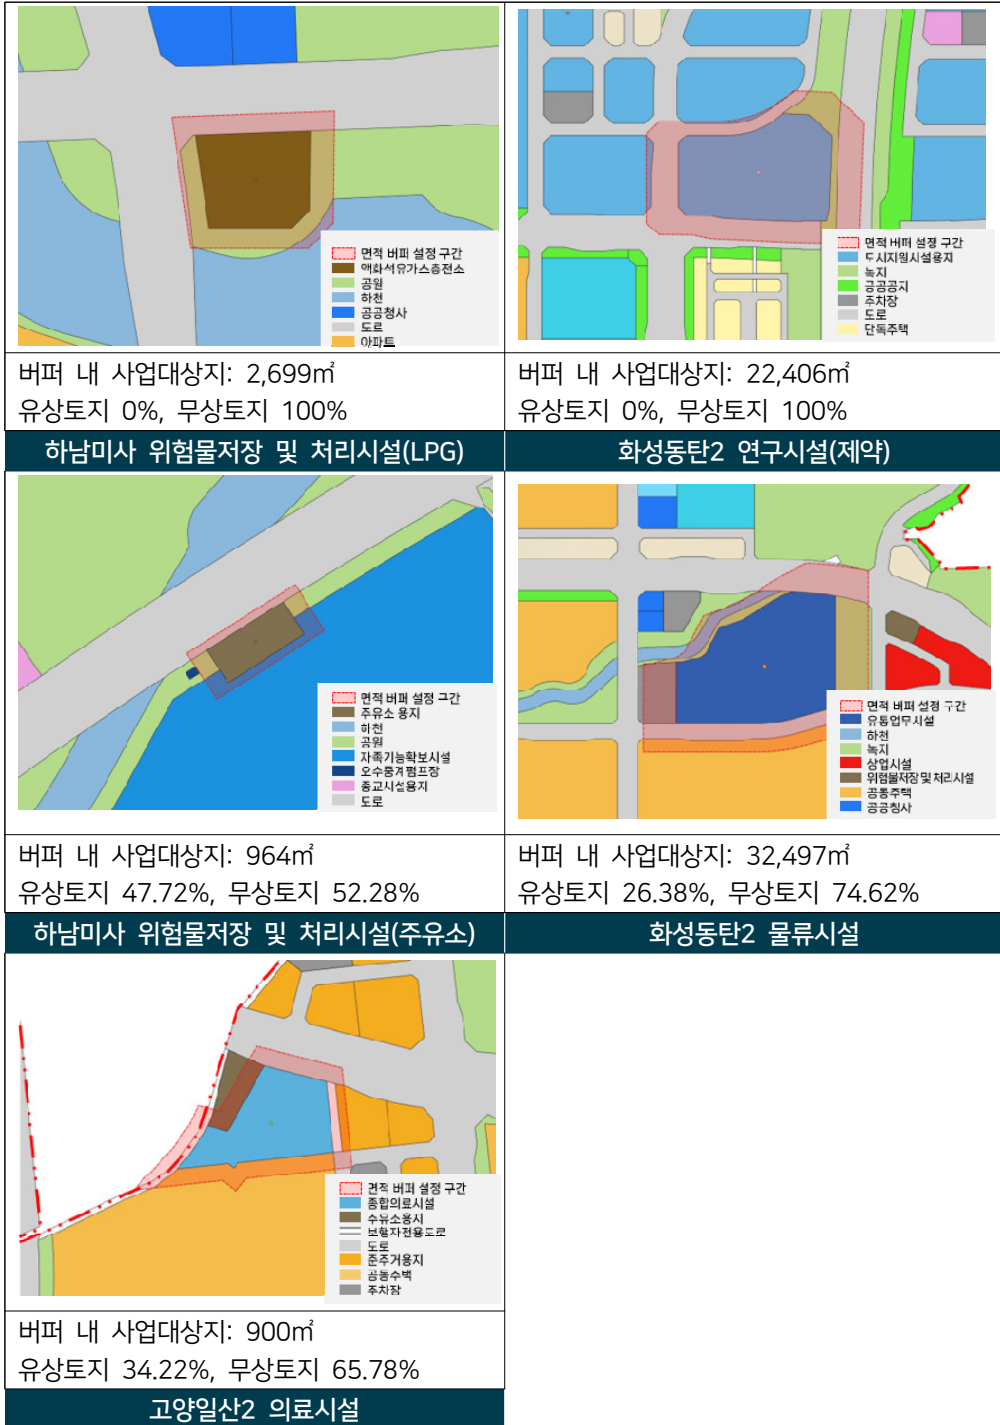 면적 버퍼 설정 구간
액화석유가스충전소
공원
하천
공공청사
도로
아파트
면적 버퍼 설정 구간
도시지원시설용지
녹지
공공공지
주차장
도로
단독주택
버퍼 내 사업대상지: 2,699㎡
유상토지 0%, 무상토지 100%
버퍼 내 사업대상지: 22,406㎡
유상토지 0%, 무상토지 100%
하남미사 위험물저장 및 처리시설(LPG)
화성동탄2 연구시설(제약)
면적 버퍼 설정 구간
주유소 용지
하천
공원
자족기능확보시설
오수중계펌프장
종교시설용지
도로
면적 버퍼 설정 구간
유통업무시설
하천
녹지
상업시설
위험물저장및처리시설
공동주택
공공청사
버퍼 내 사업대상지: 964㎡
유상토지 47.72%, 무상토지 52.28%
버퍼 내 사업대상지: 32,497㎡
유상토지 26.38%, 무상토지 74.62%
하남미사 위험물저장 및 처리시설(주유소)
화성동탄2 물류시설
면적 버퍼 설정 구간
종합의료시설
주유소용지
보행자전용도로
도로
준주거용지
공동주택
주차장
버퍼 내 사업대상지: 900㎡
유상토지 34.22%, 무상토지 65.78%
고양일산2 의료시설